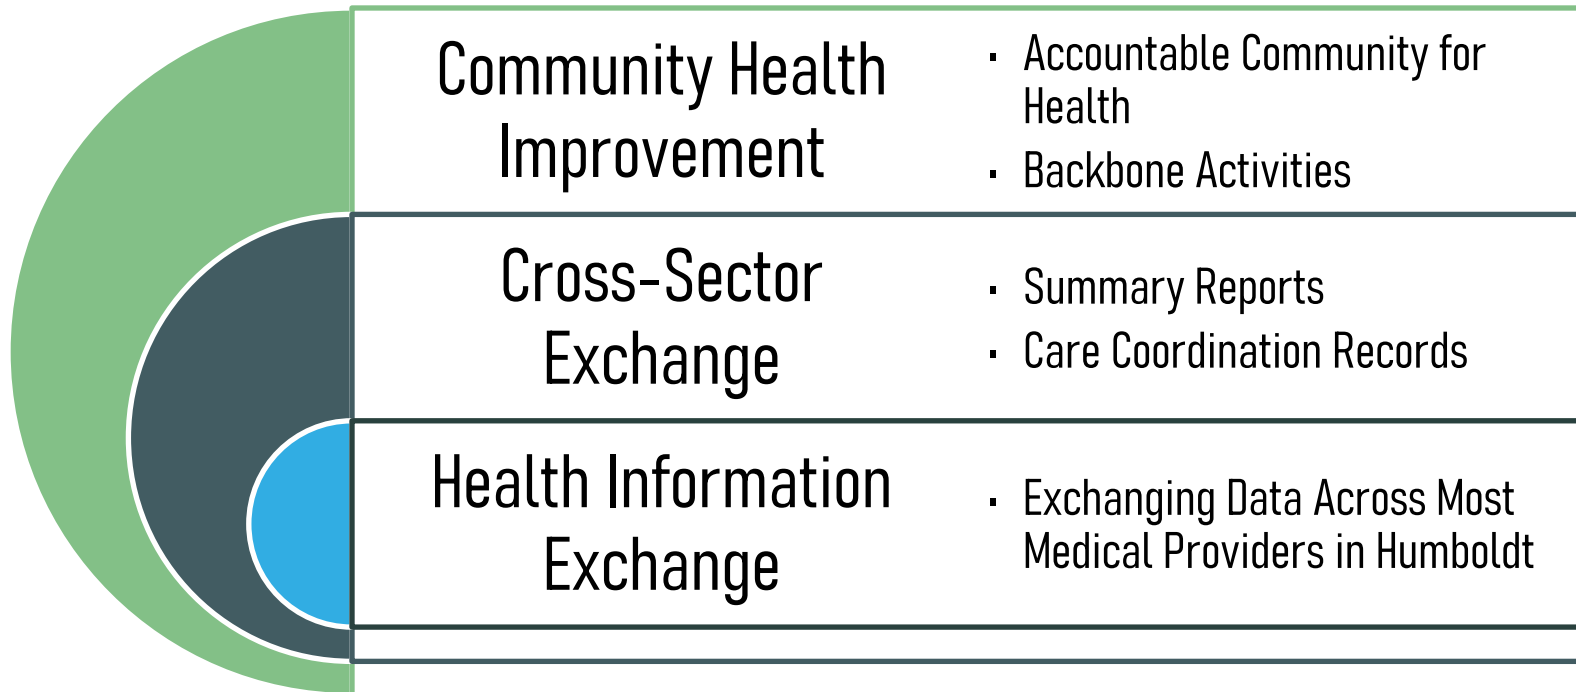 Community Health
Improvement
· Accountable Community for
Health
· Backbone Activities
Cross-Sector
Exchange
· Summary Reports
· Care Coordination Records
Health Information
Exchange
· Exchanging Data Across Most
Medical Providers in Humboldt